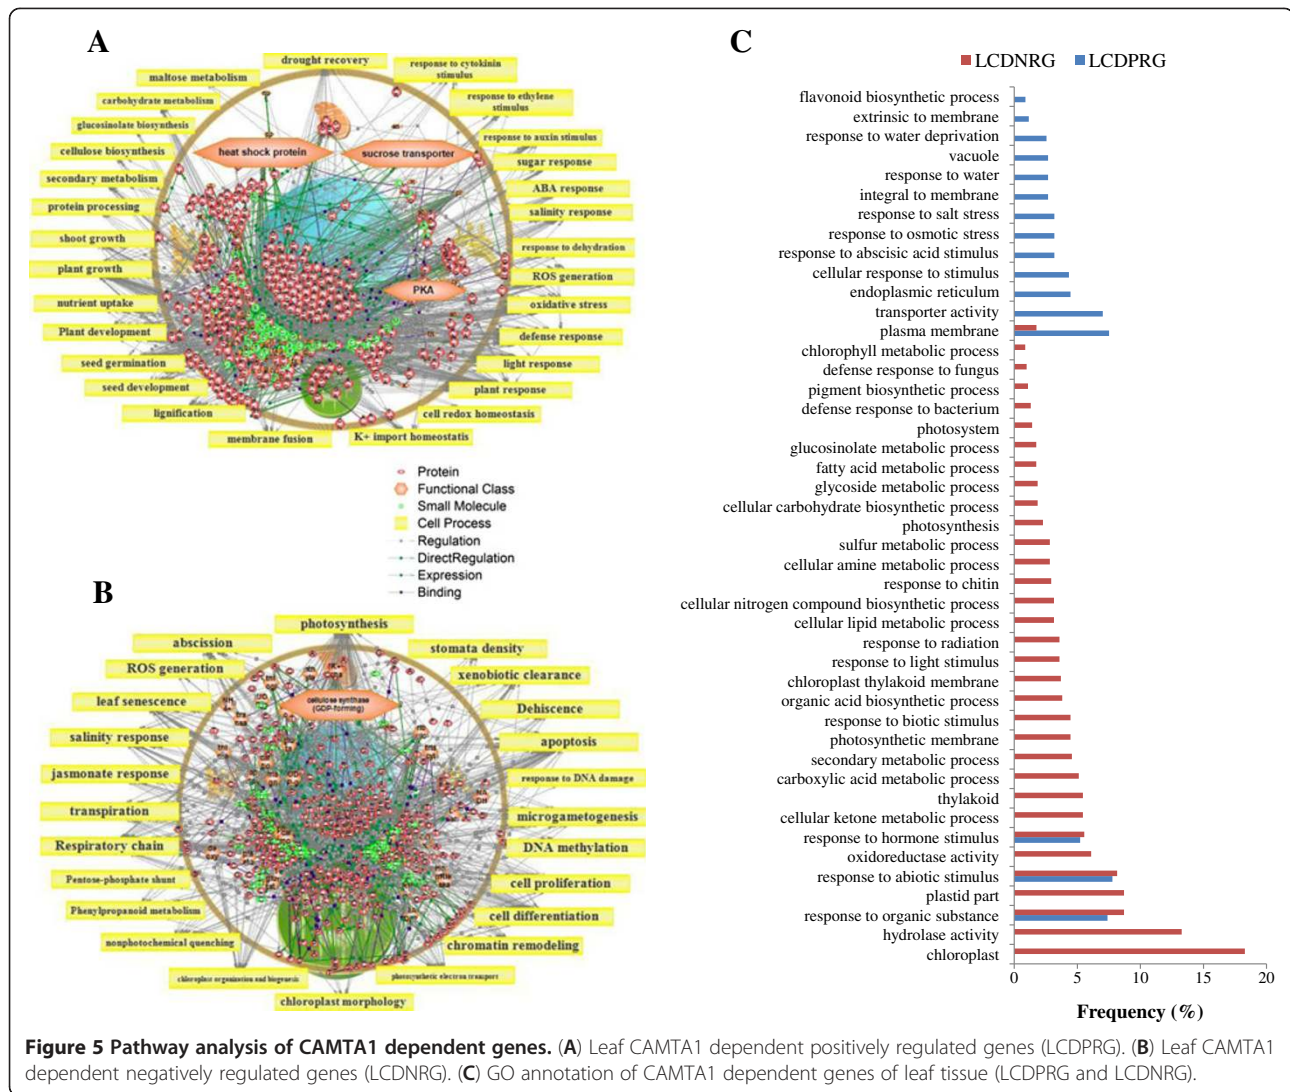 A
drought recovery
response to cytokinin
stimulus
maltose metabolism
response to ethylene
stimulus
carbohydrate metabolism
glucosinolate biosynthesis
response to auxin stimulus
cellulose biosynthesis
heat shock protein
sucrose transporter
sugar response
secondary metabolism
ABA response
protein processing
salinity response
shoot growth
response to dehydration
plant growth
ROS generation
PKA
nutrient uptake
oxidative stress
Plant development
defense response
seed germination
light response
seed development
plant response
lignification
cell redox homeostasis
membrane fusion
K+ import homeostatis
Protein
Functional Class
Small Molecule
Cell Process
Regulation
DirectRegulation
Expression
Binding
B
photosynthesis
abscission
stomata density
ROS generation
xenobiotic clearance
leaf senescence
cellulose synthase
(GDP-forming)
Dehiscence
salinity response
apoptosis
jasmonate response
response to DNA damage
transpiration
microgametogenesis
Respiratory chain
DNA methylation
Pentose-phosphate shunt
cell proliferation
Phenylpropanoid metabolism
cell differentiation
nonphotochemical quenching
chromatin remodeling
chloroplast organization and biogenesis
photosynthetic electron transport
chloroplast morphology
C
LCDNRG LCDPRG
flavonoid biosynthetic process
extrinsic to membrane
response to water deprivation
vacuole
response to water
integral to membrane
response to salt stress
response to osmotic stress
response to abscisic acid stimulus
cellular response to stimulus
endoplasmic reticulum
transporter activity
plasma membrane
chlorophyll metabolic process
defense response to fungus
pigment biosynthetic process
defense response to bacterium
photosystem
glucosinolate metabolic process
fatty acid metabolic process
glycoside metabolic process
cellular carbohydrate biosynthetic process
photosynthesis
sulfur metabolic process
cellular amine metabolic process
response to chitin
cellular nitrogen compound biosynthetic process
cellular lipid metabolic process
response to radiation
response to light stimulus
chloroplast thylakoid membrane
organic acid biosynthetic process
response to biotic stimulus
photosynthetic membrane
secondary metabolic process
carboxylic acid metabolic process
thylakoid
cellular ketone metabolic process
response to hormone stimulus
oxidoreductase activity
response to abiotic stimulus
plastid part
response to organic substance
hydrolase activity
chloroplast
0 5 10 15 20
Frequency (%)
Figure 5 Pathway analysis of CAMTA1 dependent genes. (A) Leaf CAMTA1 dependent positively regulated genes (LCDPRG). (B) Leaf CAMTA1
dependent negatively regulated genes (LCDNRG). (C) GO annotation of CAMTA1 dependent genes of leaf tissue (LCDPRG and LCDNRG).